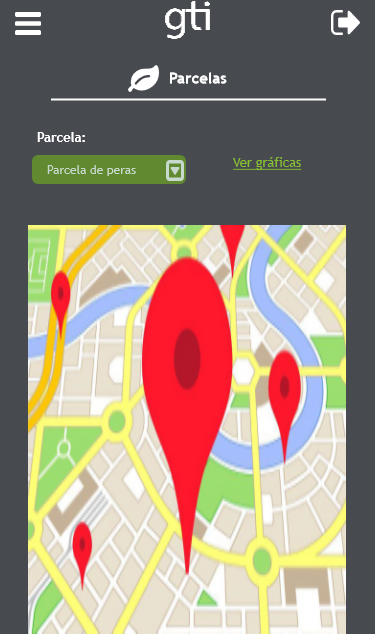 gti
Parcelas
Parcela:
Parcela de peras
Ver gráficas